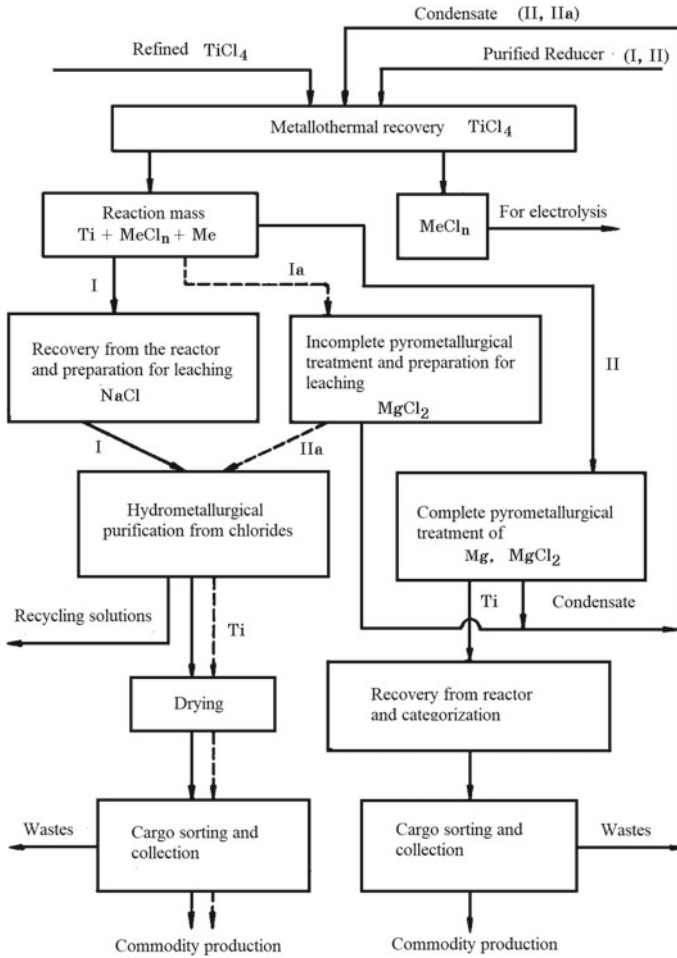 Condensate (II, IIa)
Refined TiCl4
Purified Reducer (I, II)
Metallothermal recovery TiCl4
Reaction mass
Ti + MeCln + Me
MeCln
For electrolysis
I
Ia
Recovery from the reactor
and preparation for leaching
NaCl
Incomplete pyrometallurgical
treatment and preparation for
leaching
MgCl2
II
I
IIa
Hydrometallurgical
purification from chlorides
Complete pyrometallurgical
treatment of
Mg, MgCl2
Recycling solutions
Ti
Ti
Condensate
Drying
Recovery from reactor
and categorization
Wastes
Cargo sorting and
collection
Cargo sorting and
collection
Wastes
Commodity production
Commodity production